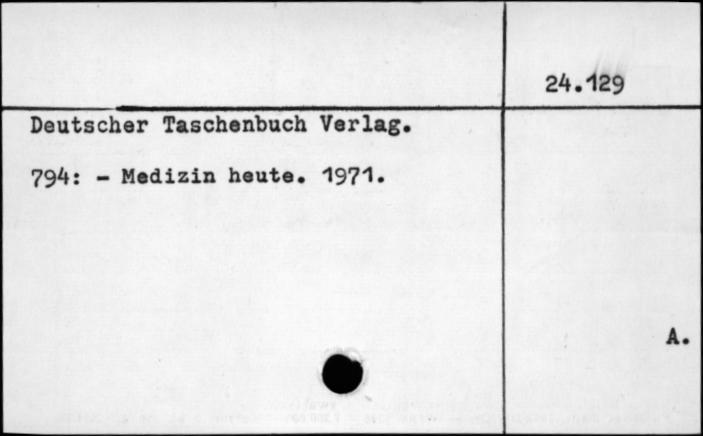 24.129
Deutscher Taschenbuch Verlag.
794: - Medizin heute. 1971.
A.